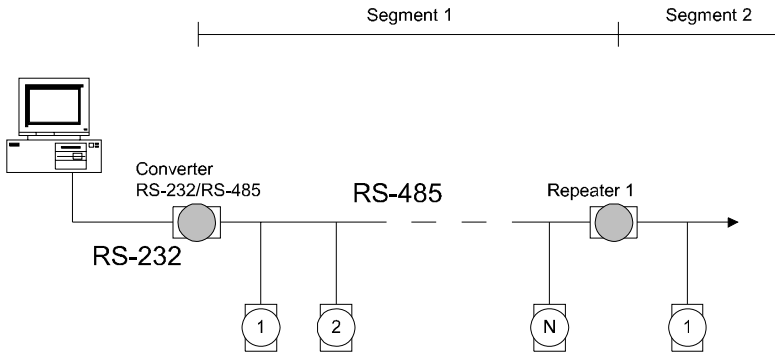 Segment 1
Segment 2
Converter
RS-232/RS-485
RS-485
Repeater 1
RS-232
1
2
N
1